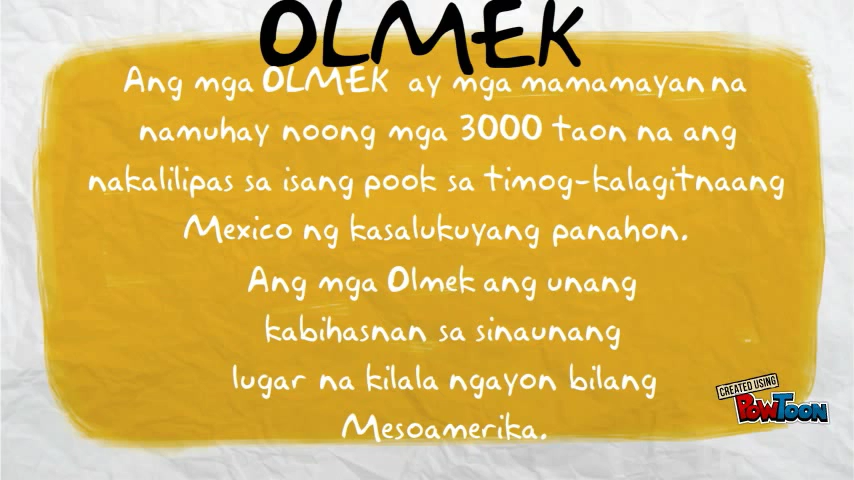 OLMEK
Ang mga OLMEK ay mga mamamayan na
namuhay noong mga 3000 taon na ang
nakalilipas sa isang pook sa timog-kalagitnaang
Mexico ng kasalukuyang panahon.
Ang mga Olmek ang unang
kabihasnan sa sinaunang
lugar na kilala ngayon bilang
Mesoamerika.
CREATED USING
POWTOON